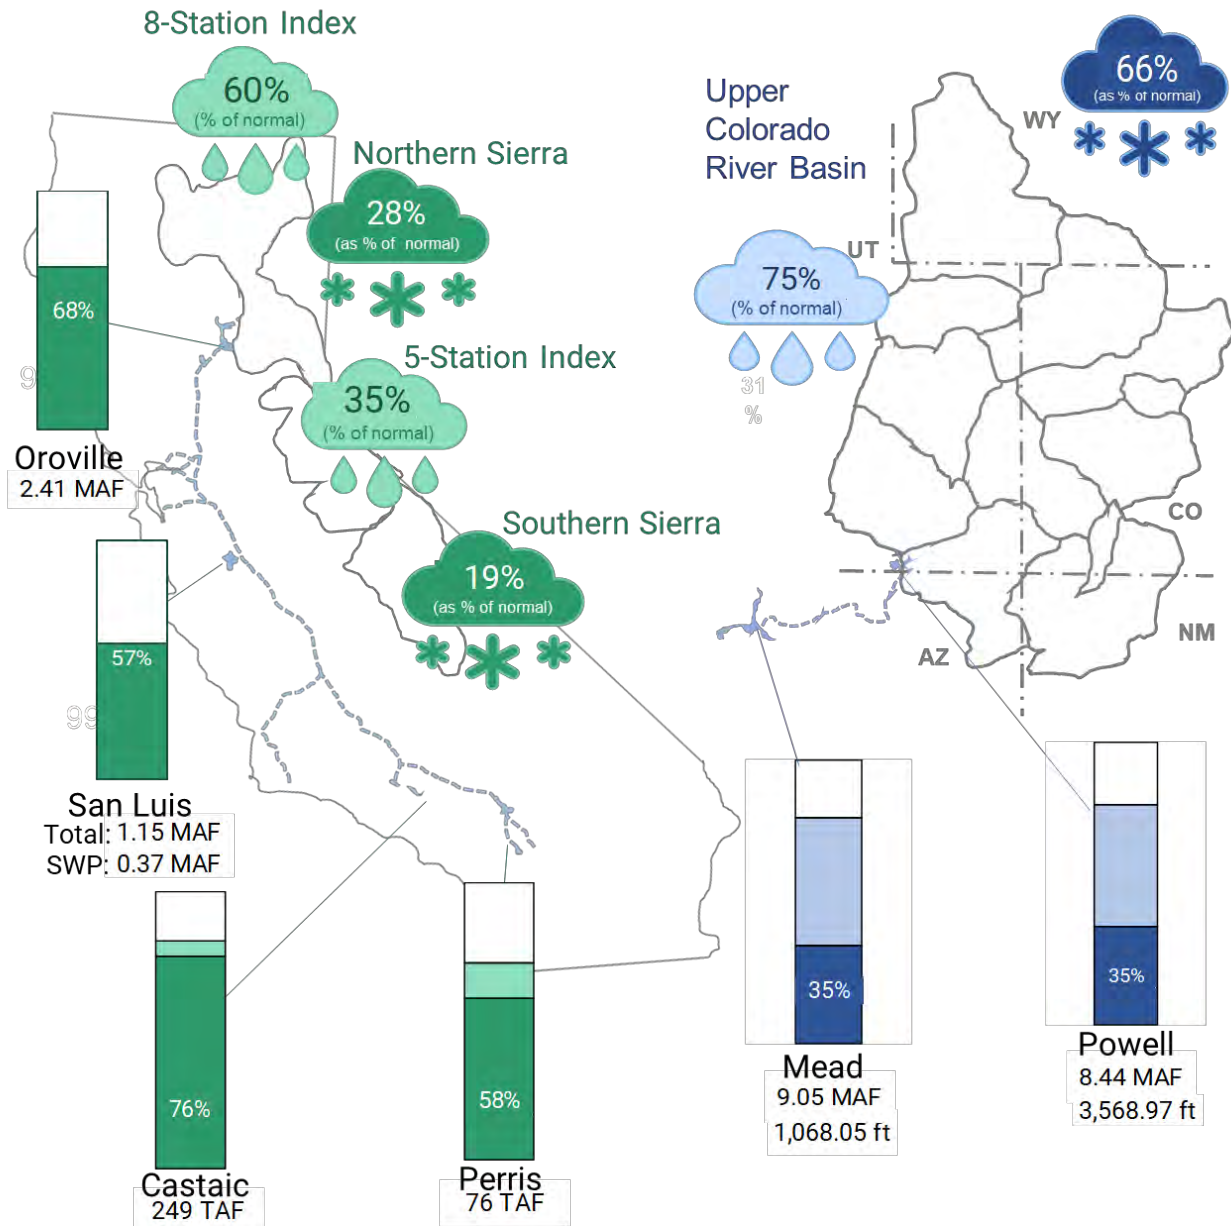 8-Station Index
60%
(% of normal)
Northern Sierra
28%
(as % of normal)
5-Station Index
35%
(% of normal)
Southern Sierra
19%
(as % of normal)
68%
9
Oroville
2.41 MAF
57%
99
San Luis
Total: 1.15 MAF
SWP: 0.37 MAF
76%
Castaic
249 TAF
58%
Perris
76 TAF
Upper
Colorado
River Basin
66%
(as % of normal)
WY
UT
75%
(% of normal)
31
%
CO
NM
AZ
35%
Mead
9.05 MAF
1,068.05 ft
35%
Powell
8.44 MAF
3,568.97 ft